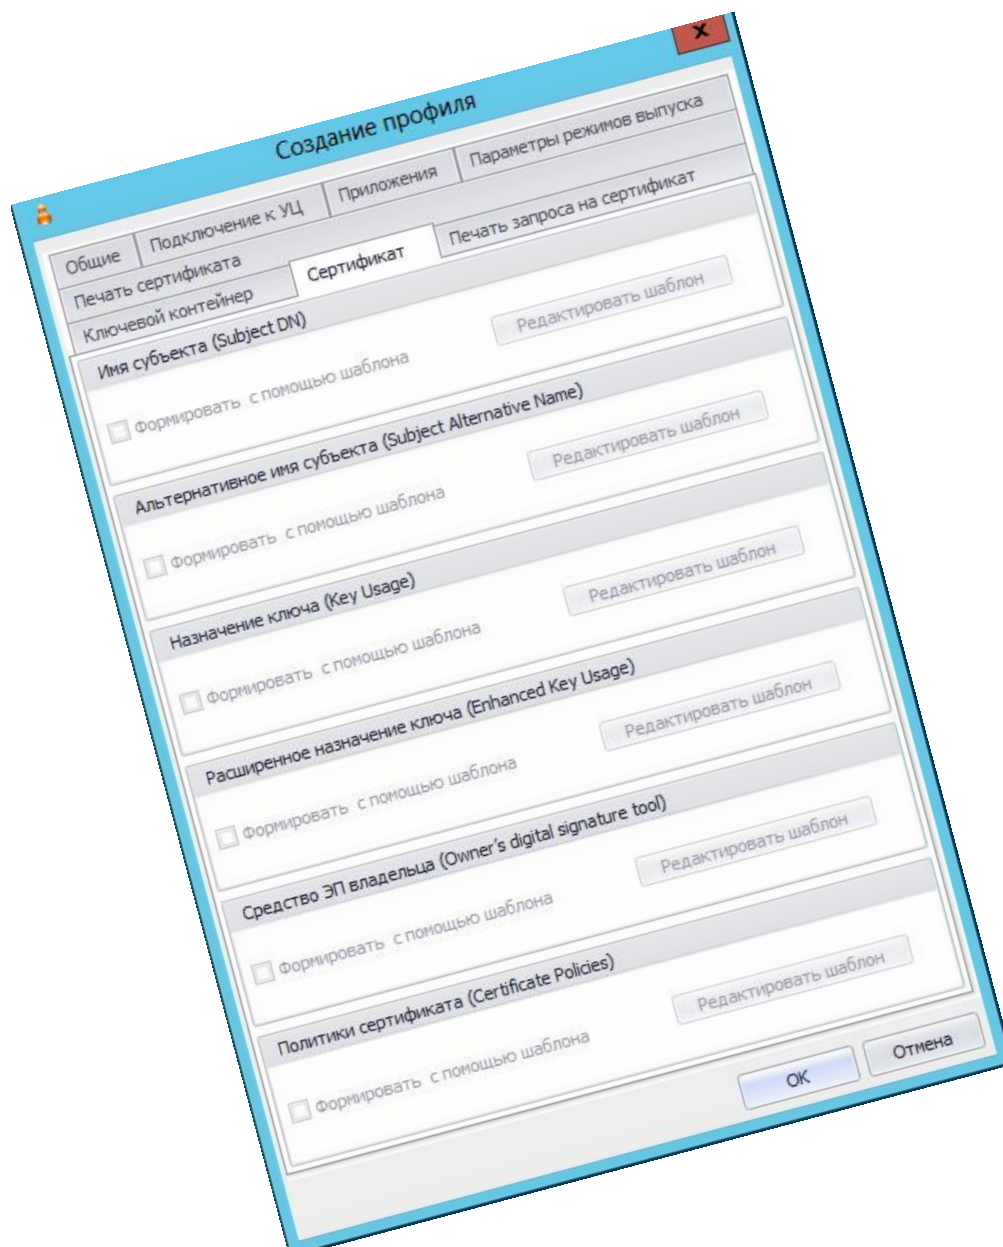 x
Создание профиля
Общие Подключение к УЦ Приложения Параметры режимов выпуска
Печать сертификата
Ключевой контейнер Сертификат Печать запроса на сертификат
Имя субъекта (Subject DN)
Формировать с помощью шаблона Редактировать шаблон
Альтернативное имя субъекта (Subject Alternative Name)
Формировать с помощью шаблона Редактировать шаблон
Назначение ключа (Key Usage)
Формировать с помощью шаблона Редактировать шаблон
Расширенное назначение ключа (Enhanced Key Usage)
Формировать с помощью шаблона Редактировать шаблон
Средство ЭП владельца (Owner's digital signature tool)
Формировать с помощью шаблона Редактировать шаблон
Политики сертификата (Certificate Policies)
Формировать с помощью шаблона Редактировать шаблон
ОК Отмена